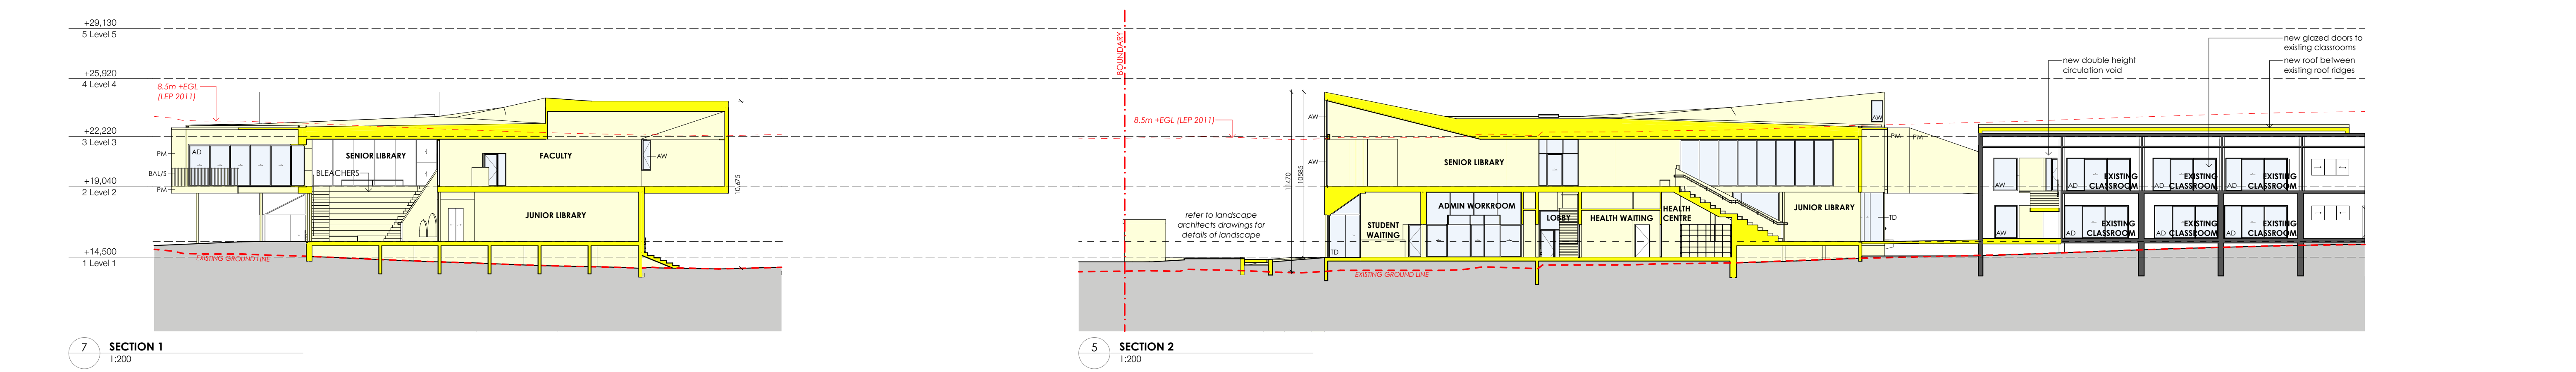 +29,130
5 Level 5
+25,920
4 Level 4
8.5m +EGL
(LEP 2011)
+22,220
3 Level 3
PM
AD
SENIOR LIBRARY
FACULTY
AW
BAL/S
BLEACHERS
+19,040
2 Level 2
PM
10,675
JUNIOR LIBRARY
+14,500
1 Level 1
EXISTING GROUND LINE
7
SECTION 1
1:200
BOUNDARY
new glazed doors to
existing classrooms
new double height
circulation void
new roof between
existing roof ridges
8.5m +EGL (LEP 2011)
AW
AW
PM
PM
AW
SENIOR LIBRARY
11470
10585
refer to landscape
architects drawings for
details of landscape
ADMIN WORKROOM
STUDENT
WAITING
LOBBY
HEALTH WAITING
HEALTH
CENTRE
JUNIOR LIBRARY
TD
TD
AW
AD
EXISTING
CLASSROOM
AD
EXISTING
CLASSROOM
AD
EXISTING
CLASSROOM
AW
AD
EXISTING
CLASSROOM
AD
EXISTING
CLASSROOM
AD
EXISTING
CLASSROOM
EXISTING GROUND LINE
5
SECTION 2
1:200